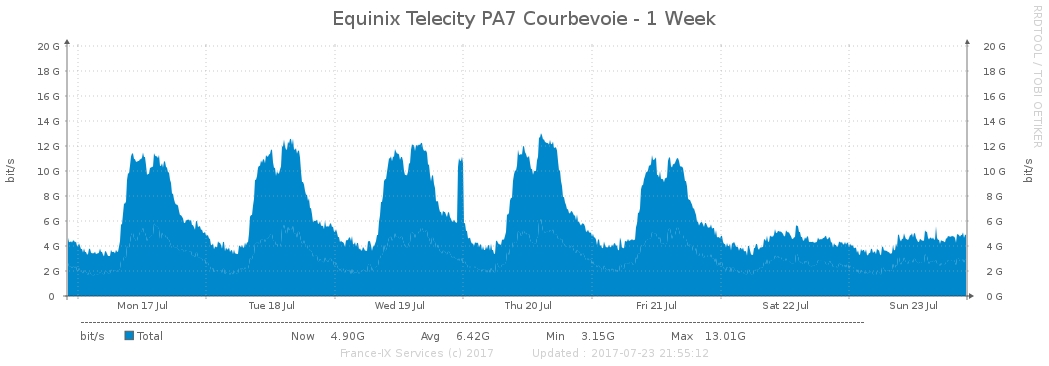 Equinix Telecity PA7 Courbevoie - 1 Week
RRDTOOL / TOBI OETIKER
20 G 20 G
18 G 18 G
16 G 16 G
14 G 14 G
12 G 12 G
10 G 10 G
8 G 8 G
6 G 6 G
4 G 4 G
2 G 2 G
0 0 G
bit/s
bit/s
Mon 17 Jul Tue 18 Jul Wed 19 Jul Thu 20 Jul Fri 21 Jul Sat 22 Jul Sun 23 Jul
bit/s Total Now 4.90G Avg 6.42G Min 3.15G Max 13.01G
France-IX Services (c) 2017 Updated : 2017-07-23 21:55:12